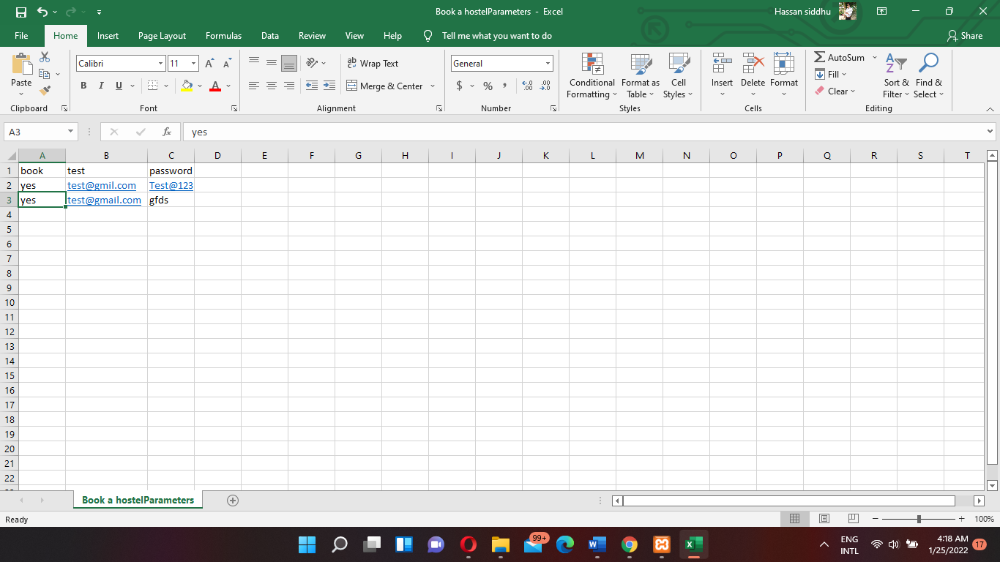 Book a hostelParameters - Excel
Hassan siddhu
File Home Insert Page Layout Formulas Data Review View Help Tell me what you want to do Share
Calibri 11 Wrap Text General AutoSum
Paste B I U Merge & Center $ % Conditional Formatting Format as Table Cell Styles Insert Delete Format Fill Clear Sort & Filter Find & Select
Clipboard Font Alignment Number Styles Cells Editing
A3 fx yes
A B C D E F G H I J K L M N O P Q R S T
1 book test password
2 yes test@gmil.com Test@123
3 yes test@gmail.com gfds
4
5
6
7
8
9
10
11
12
13
14
15
16
17
18
19
20
21
22
Book a hostelParameters
Ready 100%
99+ ENG INTL 4:18 AM 1/25/2022 17